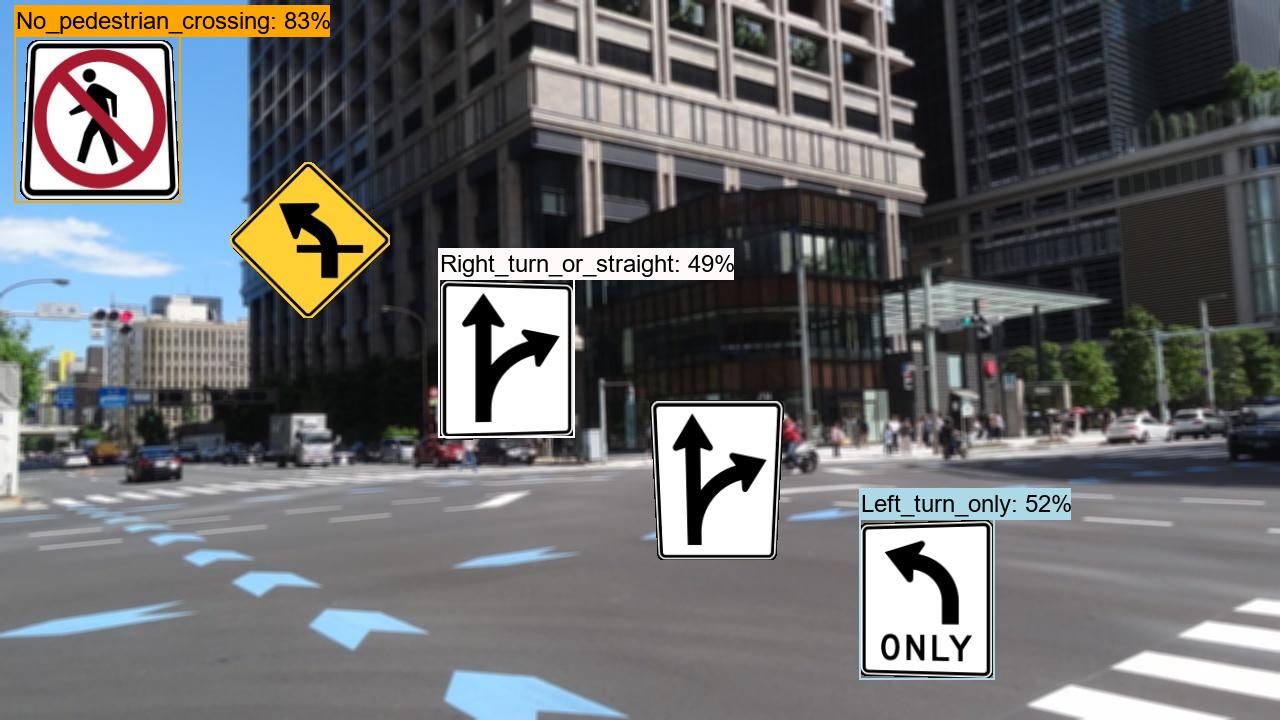 No_pedestrian_crossing: 83%
Right_turn_or_straight: 49%
Left_turn_only: 52%
ONLY